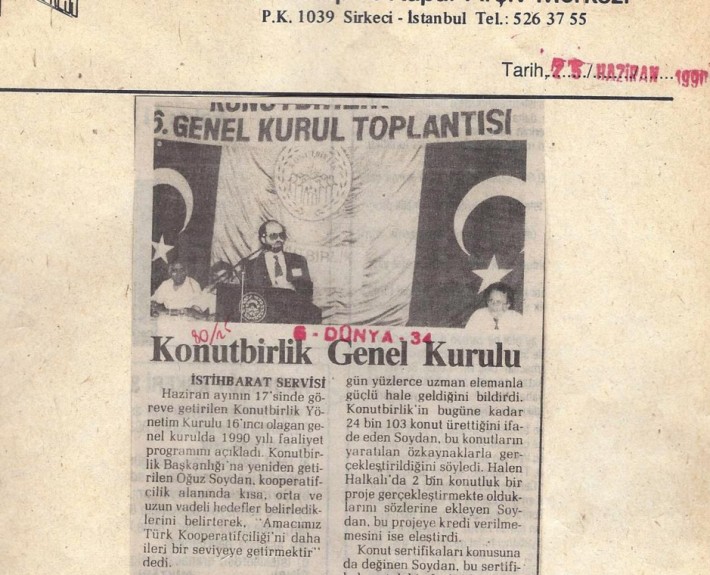 P.K. 1039 Sirkeci - İstanbul Tel.: 526 37 55
Tarih, 25/HAZİRAN 1990
KONUTBİRLİK
6. GENEL KURUL TOPLANTISI
6 - DÜNYA - 34
Konutbirlik Genel Kurulu
İSTİHBARAT SERVİSİ
Haziran ayının 17'sinde gö-
reve getirilen Konutbirlik Yö-
netim Kurulu 16'ıncı olagan ge-
nel kurulda 1990 yılı faaliyet
programını açıkladı. Konutbir-
lik Başkanlığı'na yeniden geti-
rilen Oğuz Soydan, kooperatif-
çilik alanında kısa, orta ve
uzun vadeli hedefler belirledik-
lerini belirterek, "Amacımız
Türk Kooperatifçiliği'ni daha
ileri bir seviyeye getirmektir"
dedi.
gün yüzlerce uzman elemanla
güçlü hale geldiğini bildirdi.
Konutbirlik'in bugüne kadar
24 bin 103 konut ürettiğini ifa-
de eden Soydan, bu konutların
yaratılan özkaynaklarla ger-
çekleştirildiğini söyledi. Halen
Halkalı'da 2 bin konutluk bir
proje gerçekleştirmekte olduk-
larını sözlerine ekleyen Soy-
dan, bu projeye kredi verilme-
mesini ise eleştirdi.
Konut sertifikaları konusuna
da değinen Soydan, bu sertifi-